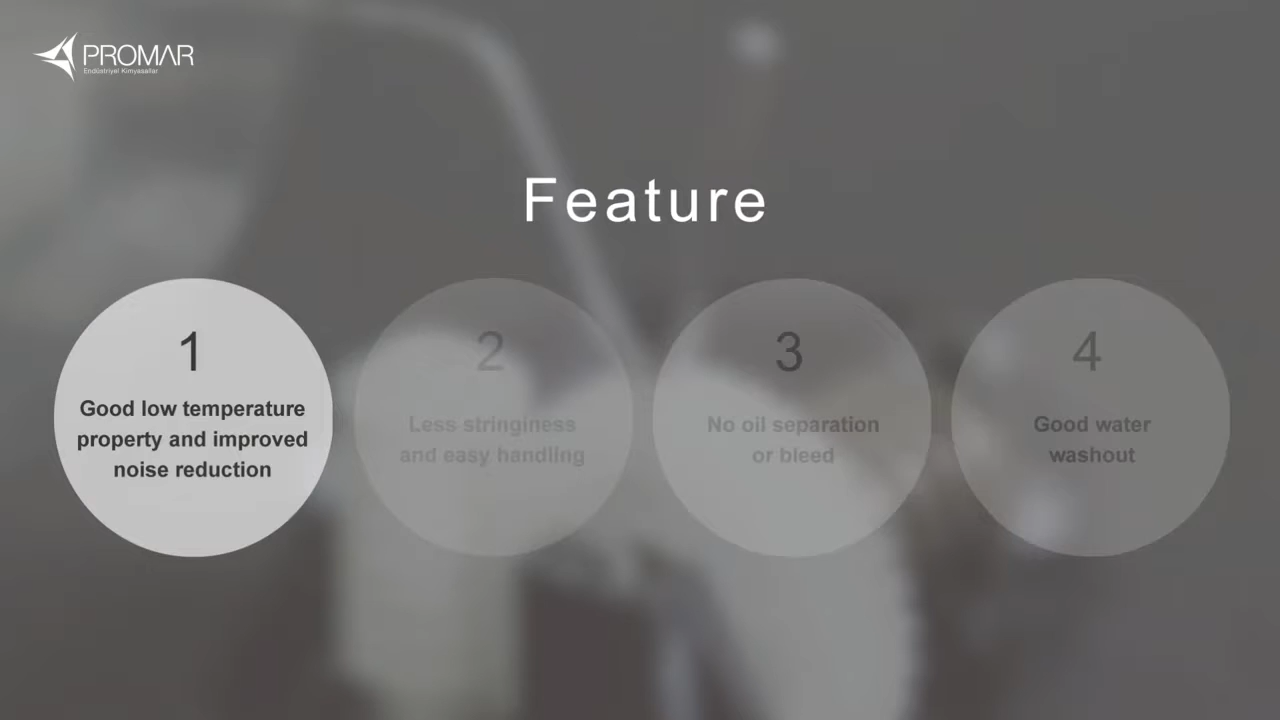 PROMAR
Endüstriyel Kimyasallar
Feature
1
Good low temperature
property and improved
noise reduction
2
Less stringiness
and easy handling
3
No oil separation
or bleed
4
Good water
washout